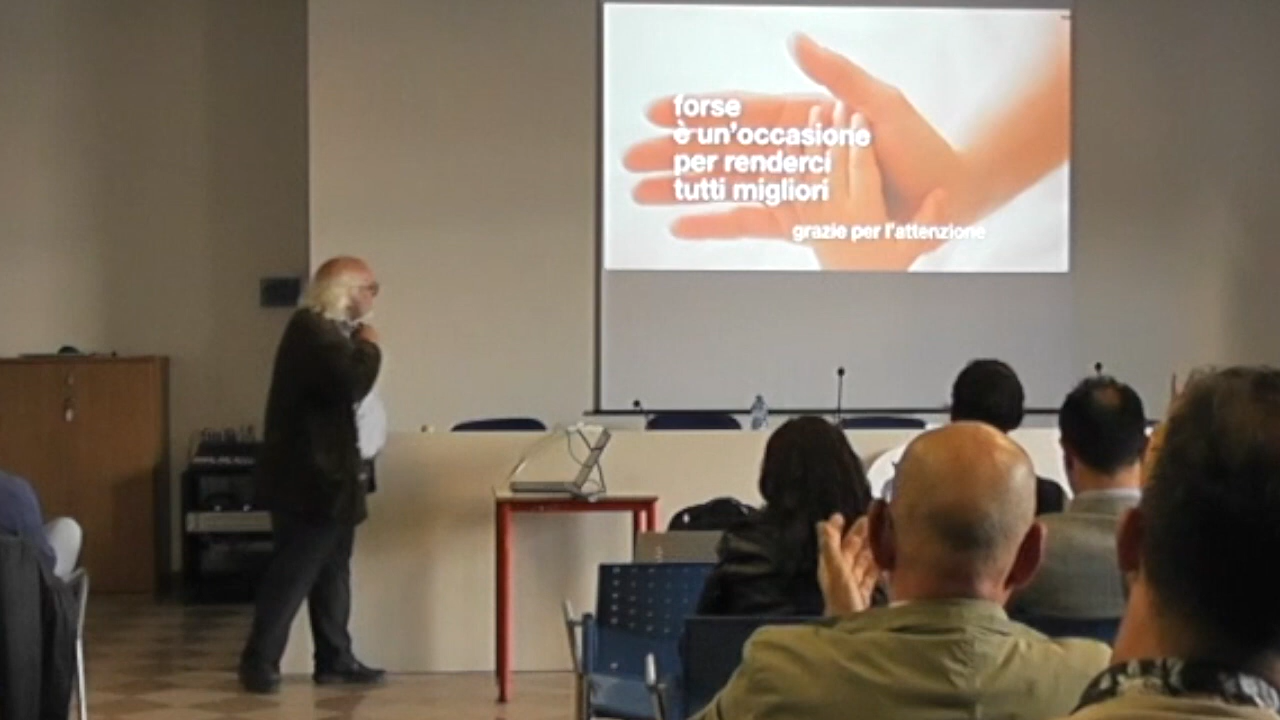 forse
è un'occasione
per renderci
tutti migliori
grazie per l'attenzione